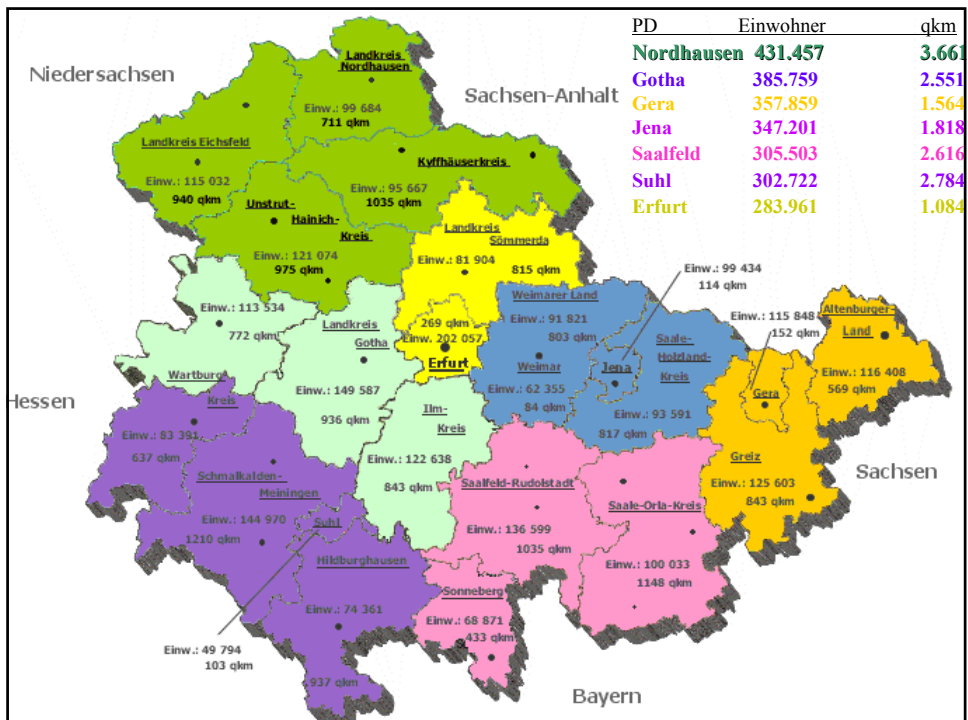 PD Einwohner qkm
Nordhausen 431.457 3.661
Gotha 385.759 2.551
Gera 357.859 1.564
Jena 347.201 1.818
Saalfeld 305.503 2.616
Suhl 302.722 2.784
Erfurt 283.961 1.084
Niedersachsen
Sachsen-Anhalt
Landkreis
Nordhausen
Einw.: 99 684
711 qkm
Landkreis Eichsfeld
Einw.: 115 032
940 qkm
Kyffhäuserkreis
Einw.: 95 667
1035 qkm
Unstrut-
Hainich-
Kreis
Einw.: 121 074
975 qkm
Landkreis
Sömmerda
Einw.: 81 904
815 qkm
269 qkm
Einw. 202 057
Erfurt
Einw.: 113 534
772 qkm
Wartburg
Kreis
Einw.: 83 391
637 qkm
Landkreis
Gotha
Einw.: 149 587
936 qkm
Ilm-
Kreis
Einw.: 122 638
843 qkm
Weimarer Land
Einw.: 91 821
803 qkm
Weimar
Einw.: 62 355
84 qkm
Einw.: 99 434
114 qkm
Jena
Saale-
Holzland-
Kreis
Einw.: 93 591
817 qkm
Einw.: 115 848
152 qkm
Gera
Altenburger-
Land
Einw.: 116 408
569 qkm
Greiz
Einw.: 125 603
843 qkm
Hessen
Sachsen
Schmalkalden-
Meiningen
Einw.: 144 970
1210 qkm
Suhl
Einw.: 49 794
103 qkm
Hildburghausen
Einw.: 74 361
937 qkm
Saalfeld-Rudolstadt
Einw.: 136 599
1035 qkm
Saale-Orla-Kreis
Einw.: 100 033
1148 qkm
Sonneberg
Einw.: 68 871
433 qkm
Bayern